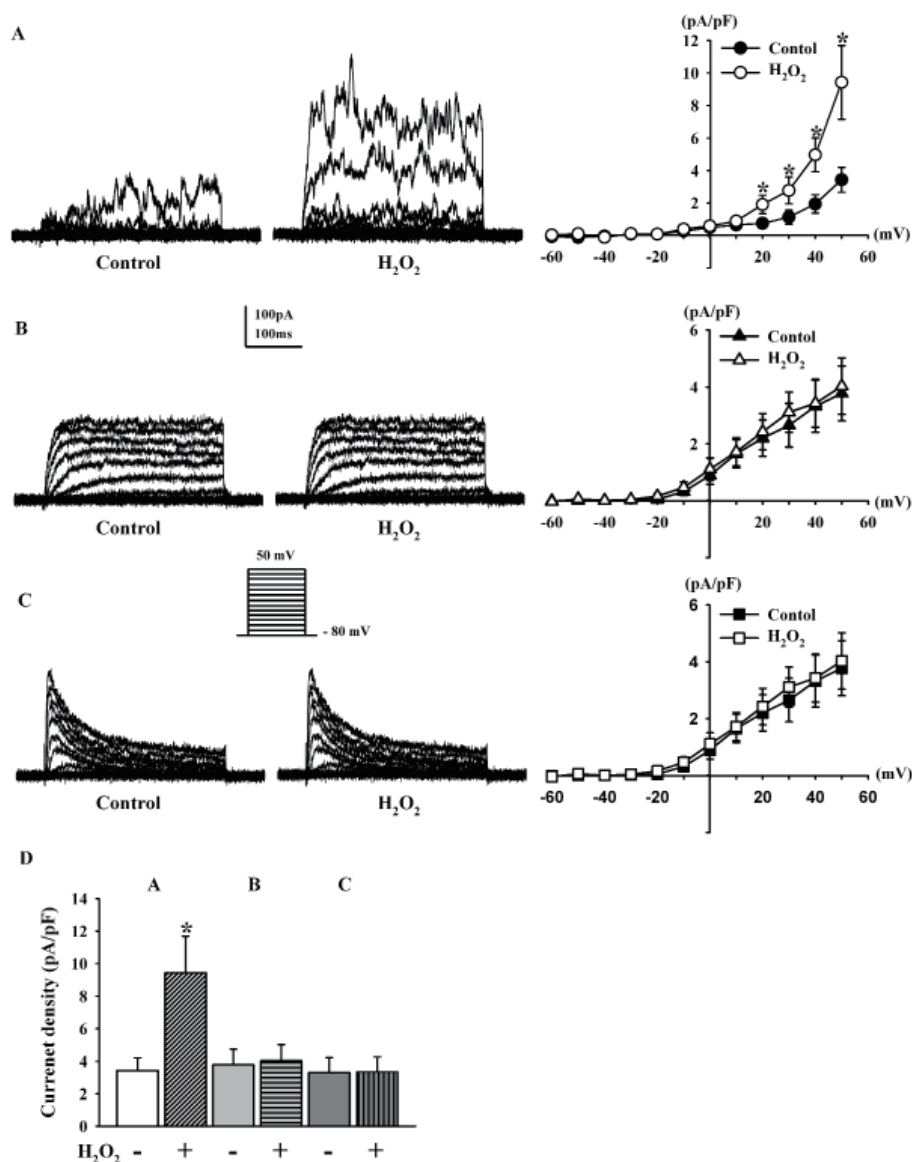 A
(pA/pF)
12
10
8
6
4
2
Contol
H₂O₂
*
*
*
*
-60 -40 -20 20 40 60
(mV)
Control
H₂O₂
B
100pA
100ms
(pA/pF)
6
4
2
Contol
H₂O₂
-60 -40 -20 20 40 60
(mV)
Control
H₂O₂
C
50 mV
- 80 mV
(pA/pF)
6
4
2
Contol
H₂O₂
-60 -40 -20 20 40 60
(mV)
Control
H₂O₂
D
A B C
Currenet density (pA/pF)
14
12
10
8
6
4
2
0
*
H₂O₂ - + - + - +